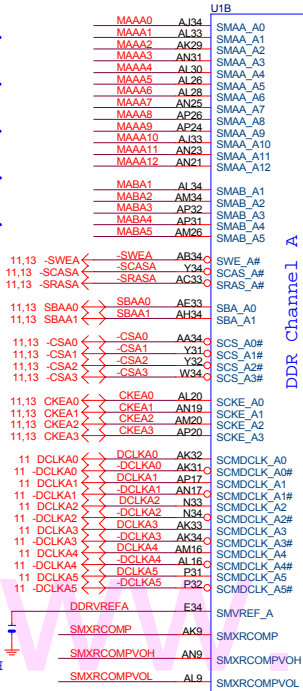 U1B
MAAA0 AJ34 SMAA_A0
MAAA1 AL33 SMAA_A1
MAAA2 AK29 SMAA_A2
MAAA3 AN31 SMAA_A3
MAAA4 AL30 SMAA_A4
MAAA5 AL26 SMAA_A5
MAAA6 AL28 SMAA_A6
MAAA7 AN25 SMAA_A7
MAAA8 AP26 SMAA_A8
MAAA9 AP24 SMAA_A9
MAAA10 AJ33 SMAA_A10
MAAA11 AN23 SMAA_A11
MAAA12 AN21 SMAA_A12
MABA1 AL34 SMAB_A1
MABA2 AM34 SMAB_A2
MABA3 AP32 SMAB_A3
MABA4 AP31 SMAB_A4
MABA5 AM26 SMAB_A5
11,13 -SWEA -SWEA AB34 SWE_A#
11,13 -SCASA -SCASA Y34 SCAS_A#
11,13 -SRASA -SRASA AC33 SRAS_A#
11,13 SBAA0 SBAA0 AE33 SBA_A0
11,13 SBAA1 SBAA1 AH34 SBA_A1
11,13 -CSA0 -CSA0 AA34 SCS_A0#
11,13 -CSA1 -CSA1 Y31 SCS_A1#
11,13 -CSA2 -CSA2 Y32 SCS_A2#
11,13 -CSA3 -CSA3 W34 SCS_A3#
11,13 CKEA0 CKEA0 AL20 SCKE_A0
11,13 CKEA1 CKEA1 AN19 SCKE_A1
11,13 CKEA2 CKEA2 AM20 SCKE_A2
11,13 CKEA3 CKEA3 AP20 SCKE_A3
11 DCLKA0 DCLKA0 AK32 SCMDCLK_A0
11 -DCLKA0 -DCLKA0 AK31 SCMDCLK_A0#
11 DCLKA1 DCLKA1 AP17 SCMDCLK_A1
11 -DCLKA1 -DCLKA1 AN17 SCMDCLK_A1#
11 DCLKA2 DCLKA2 N33 SCMDCLK_A2
11 -DCLKA2 -DCLKA2 N34 SCMDCLK_A2#
11 DCLKA3 DCLKA3 AK33 SCMDCLK_A3
11 -DCLKA3 -DCLKA3 AK34 SCMDCLK_A3#
11 DCLKA4 DCLKA4 AM16 SCMDCLK_A4
11 -DCLKA4 -DCLKA4 AL16 SCMDCLK_A4#
11 DCLKA5 DCLKA5 P31 SCMDCLK_A5
11 -DCLKA5 -DCLKA5 P32 SCMDCLK_A5#
DDRVREFA E34 SMVREF_A
SMXRCOMP AK9 SMXRCOMP
SMXRCOMPVOH AN9 SMXRCOMPVOH
SMXRCOMPVOL AL9 SMXRCOMPVOL
DDR Channel A